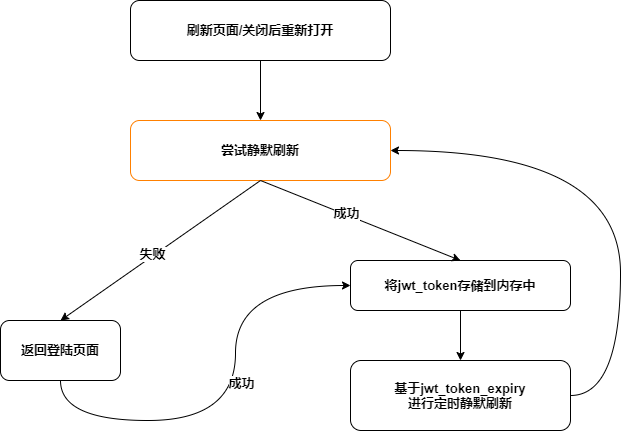 刷新页面/关闭后重新打开
尝试静默刷新
成功
失败
将jwt_token存储到内存中
返回登陆页面
成功
基于jwt_token_expiry
进行定时静默刷新